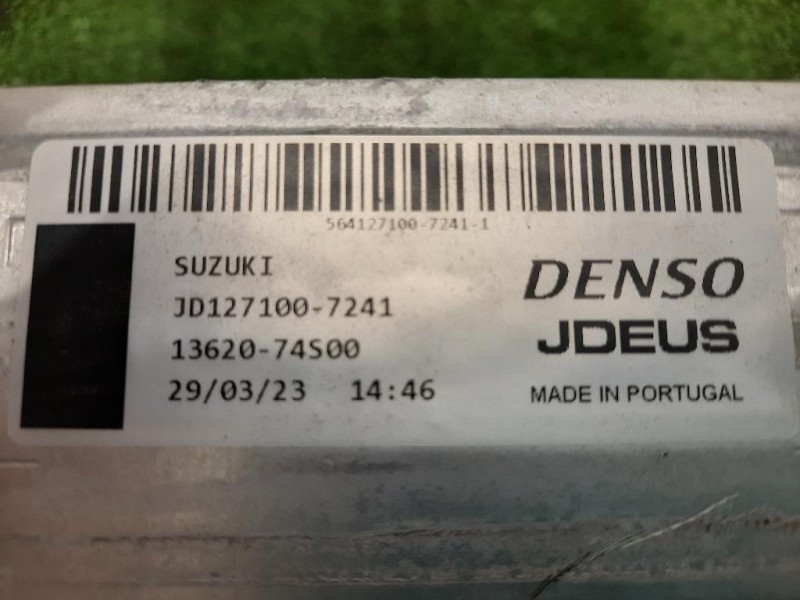 564127100-7241-1
SUZUKI
JD127100-7241
13620-74S00
29/03/23 14:46
DENSO
JDEUS
MADE IN PORTUGAL